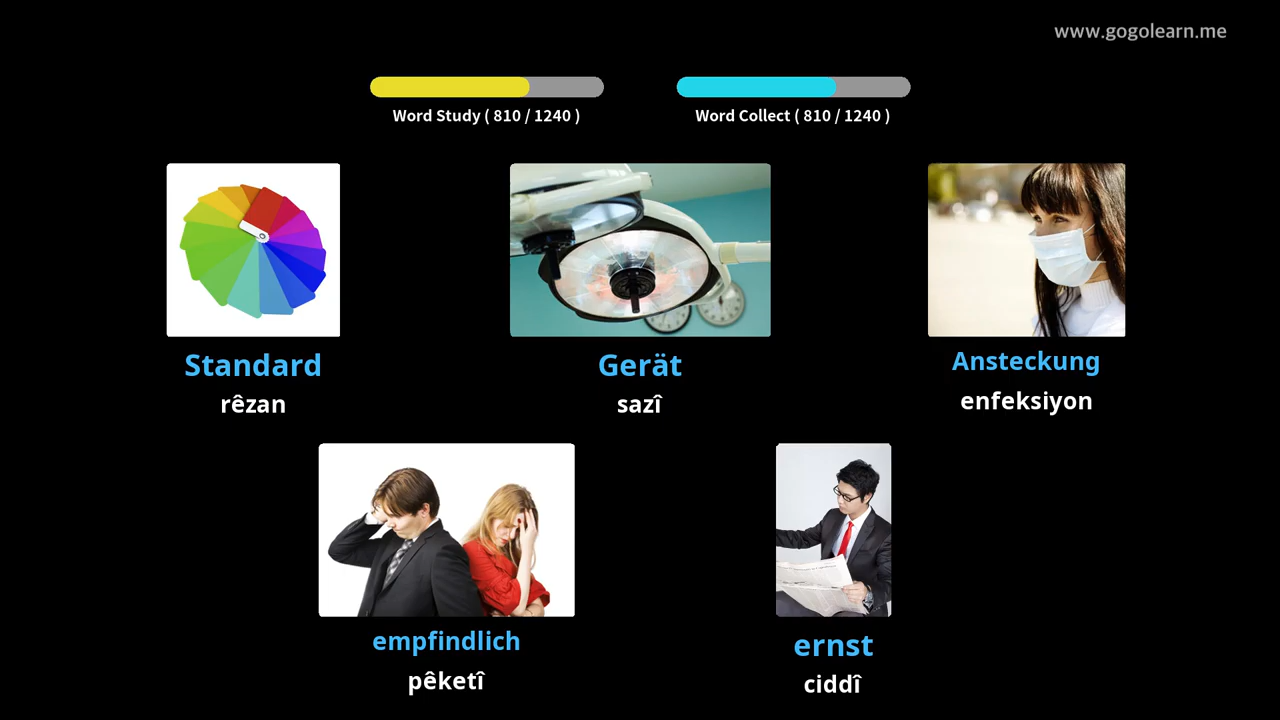 www.gogolearn.me
Word Study ( 810 / 1240 )
Word Collect ( 810 / 1240 )
Standard
rêzan
Gerät
sazî
Ansteckung
enfeksiyon
empfindlich
pêketî
ernst
ciddî